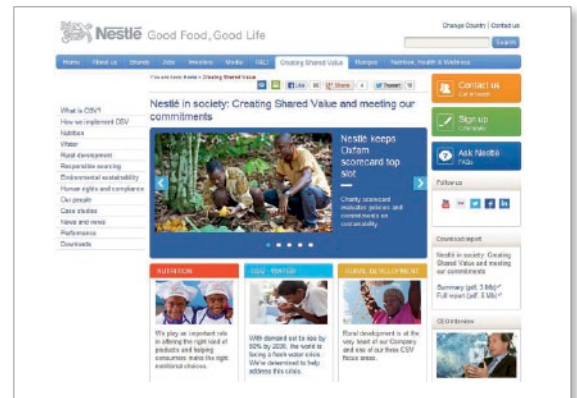 Change Country | Contact us
Nestlé Good Food, Good Life
Search
Home About us Brands Jobs Investors Media R&D Creating Shared Value Recipes Nutrition, Health & Wellness
You are here: Home > Creating Shared Value
Like Share 4 Tweet
Nestlé in society: Creating Shared Value and meeting our
commitments
What is CSV?
How we implement CSV
Nutrition
Water
Rural development
Responsible sourcing
Environmental sustainability
Human rights and compliance
Our people
Case studies
News and views
Performance
Downloads
Nestlé keeps
Oxfam
scorecard top
slot
Charity scorecard
evaluates policies and
commitments on
sustainability
NUTRITION
We play an important role
in offering the right kind of
products and helping
consumers make the right
nutritional choices.
WATER
With demand set to rise by
50% by 2030, the world is
facing a fresh water crisis.
We're determined to help
address this crisis.
RURAL DEVELOPMENT
Rural development is at the
very heart of our Company
and one of our three CSV
focus areas.
Contact us
Get in touch
Sign up
CSV news
Ask Nestlé
FAQs
Follow us
Download report
Nestlé in society: Creating
Shared Value and meeting
our commitments
Summary (pdf, 3 Mb)
Full report (pdf, 6 Mb)
CEO interview